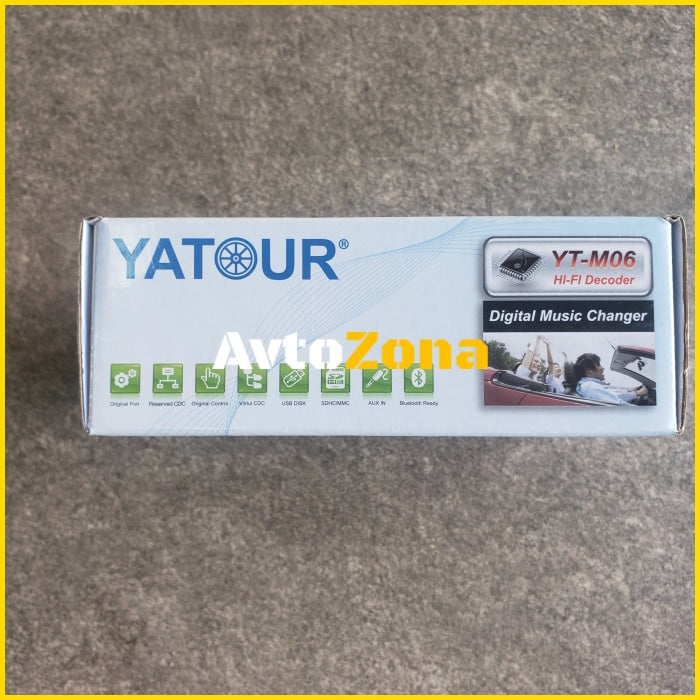 YATOUR®
YT-M06
HI-FI Decoder
Digital Music Changer
AvtoZona
Original Port
Reserved CDC
Original Control
Vitrul CDC
USB DISK
SDHC/MMC
AUX IN
Bluetooth Ready